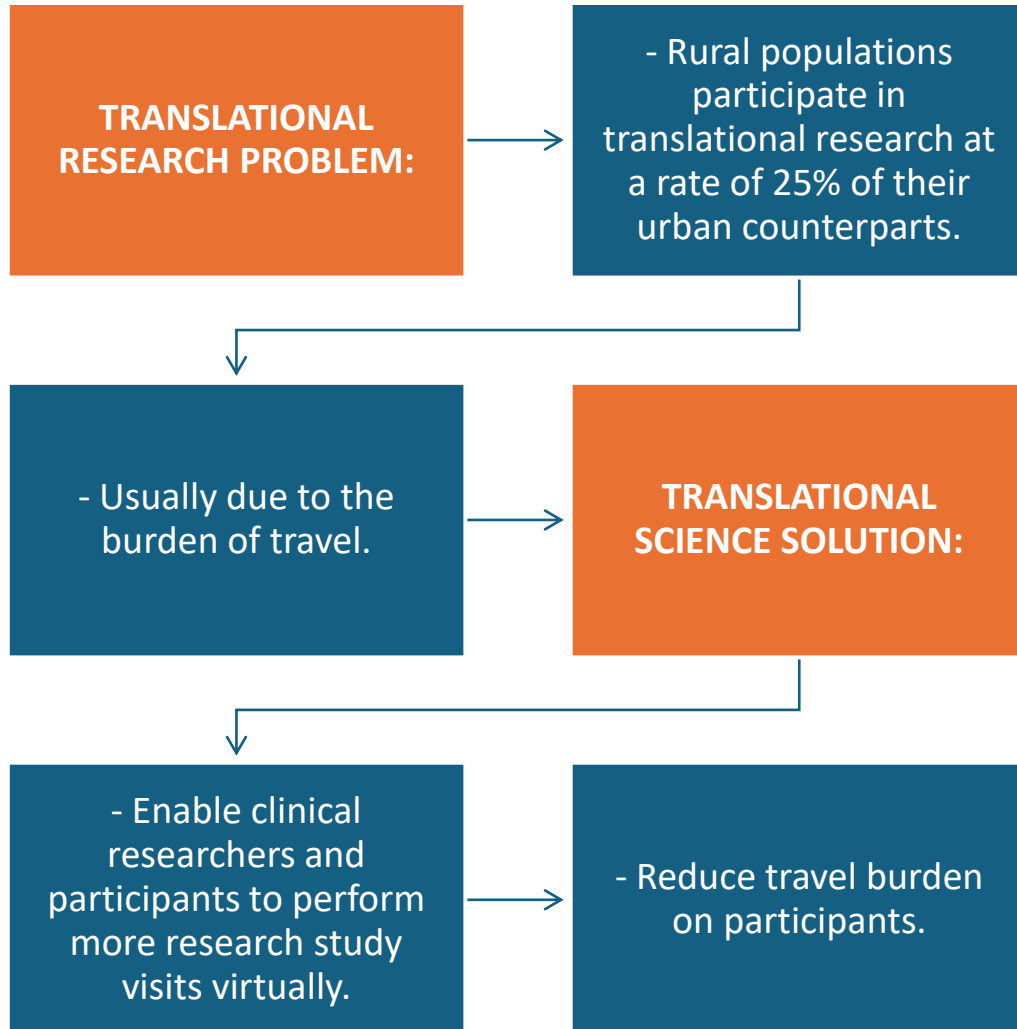 TRANSLATIONAL
RESEARCH PROBLEM:
- Rural populations
participate in
translational research at
a rate of 25% of their
urban counterparts.
- Usually due to the
burden of travel.
TRANSLATIONAL
SCIENCE SOLUTION:
- Enable clinical
researchers and
participants to perform
more research study
visits virtually.
- Reduce travel burden
on participants.